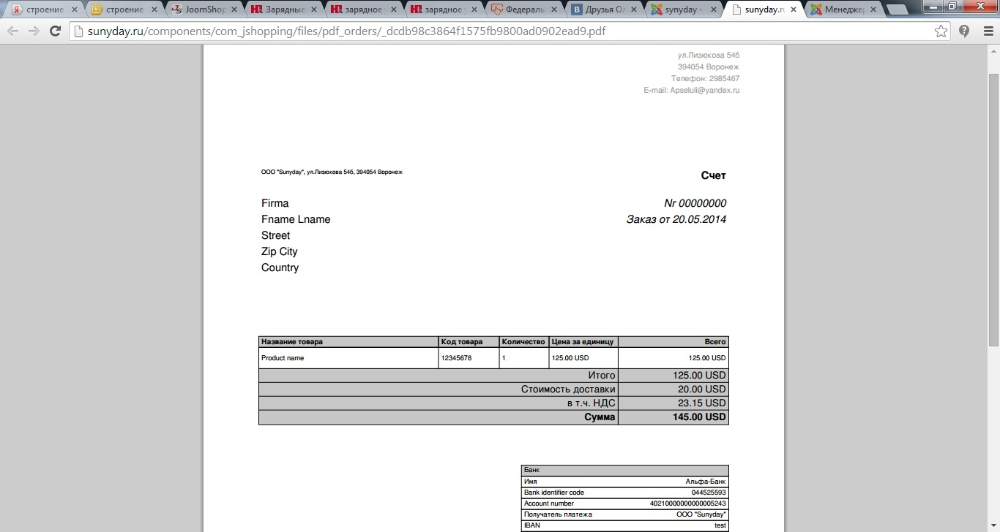 строение
строение
JoomShop
Зарядные
зарядное
зарядное
Федераль
Друзья Ол
synyday -
sunyday.ru
Менеджер
sunyday.ru/components/com_jshopping/files/pdf_orders/_dcdb98c3864f1575fb9800ad0902ead9.pdf
ул.Лизюкова 54б
394054 Воронеж
Телефон: 2985467
E-mail: Apseluli@yandex.ru
ООО "Sunyday", ул.Лизюкова 54б, 394054 Воронеж
Счет
Firma
Nr 00000000
Fname Lname
Заказ от 20.05.2014
Street
Zip City
Country
Название товара Код товара Количество Цена за единицу Всего
Product name 12345678 1 125.00 USD 125.00 USD
Итого 125.00 USD
Стоимость доставки 20.00 USD
в т.ч. НДС 23.15 USD
Сумма 145.00 USD
Банк
Имя Альфа-Банк
Bank identifier code 044525593
Account number 40210000000000005243
Получатель платежа ООО "Sunyday"
IBAN test